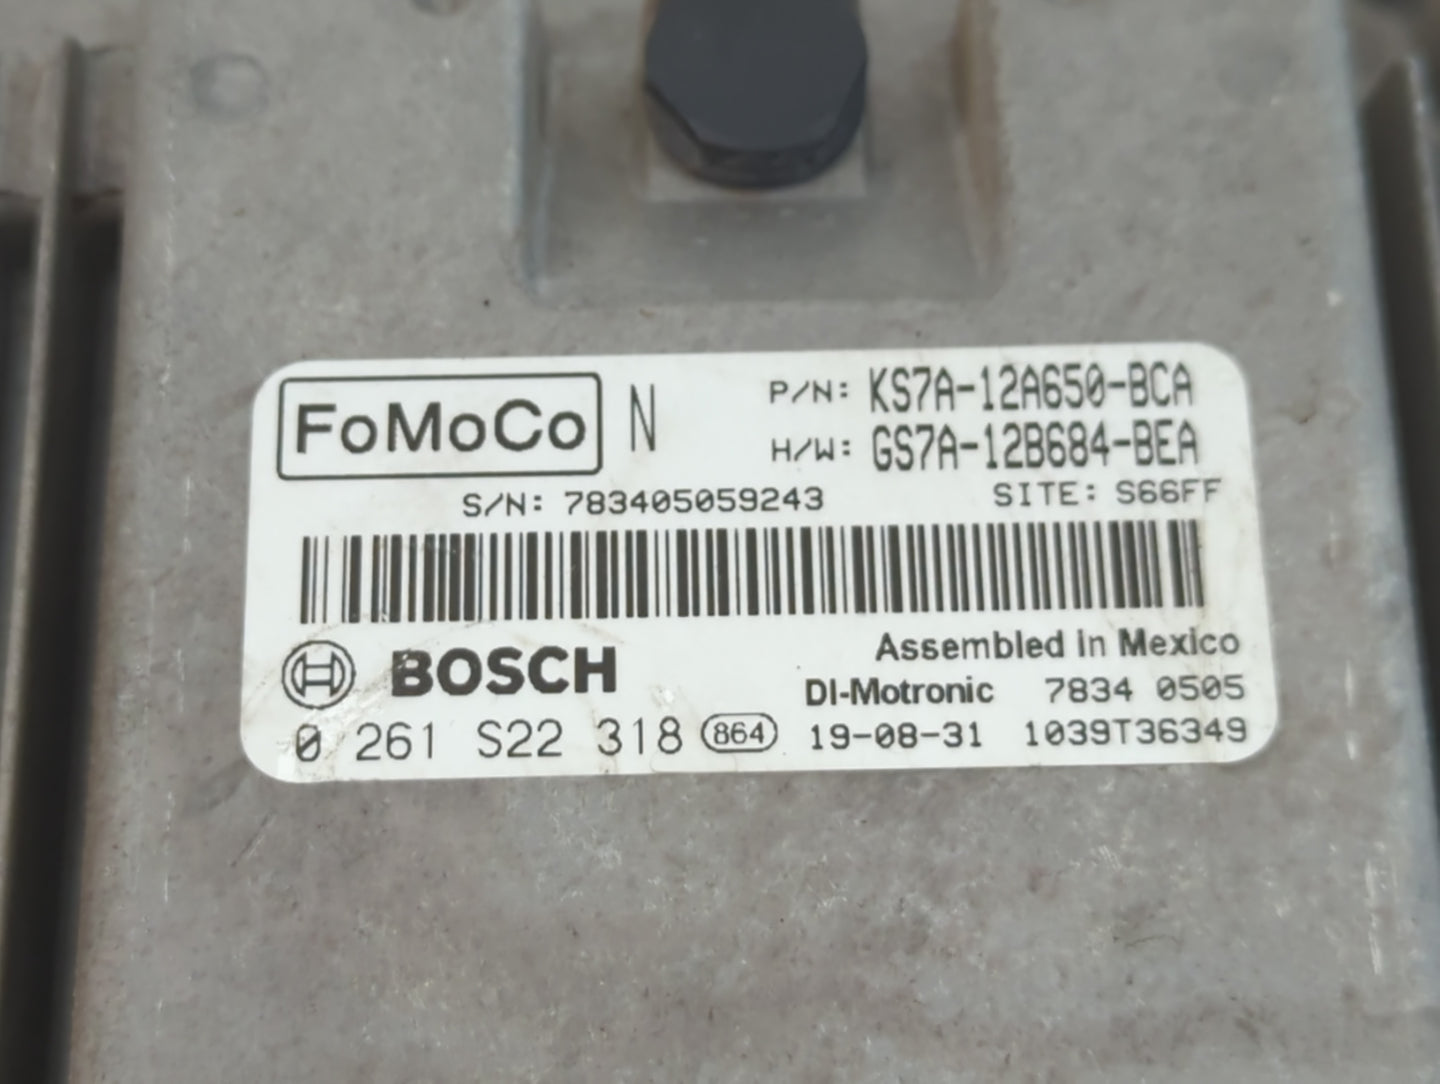 FoMoCo N P/N: KS7A-12A650-BCA
H/W: GS7A-12B684-BEA
S/N: 783405059243 SITE: S66FF
Assembled in Mexico
BOSCH DI-Motronic 7834 0505
0 261 S22 318 864 19-08-31 1039T36349